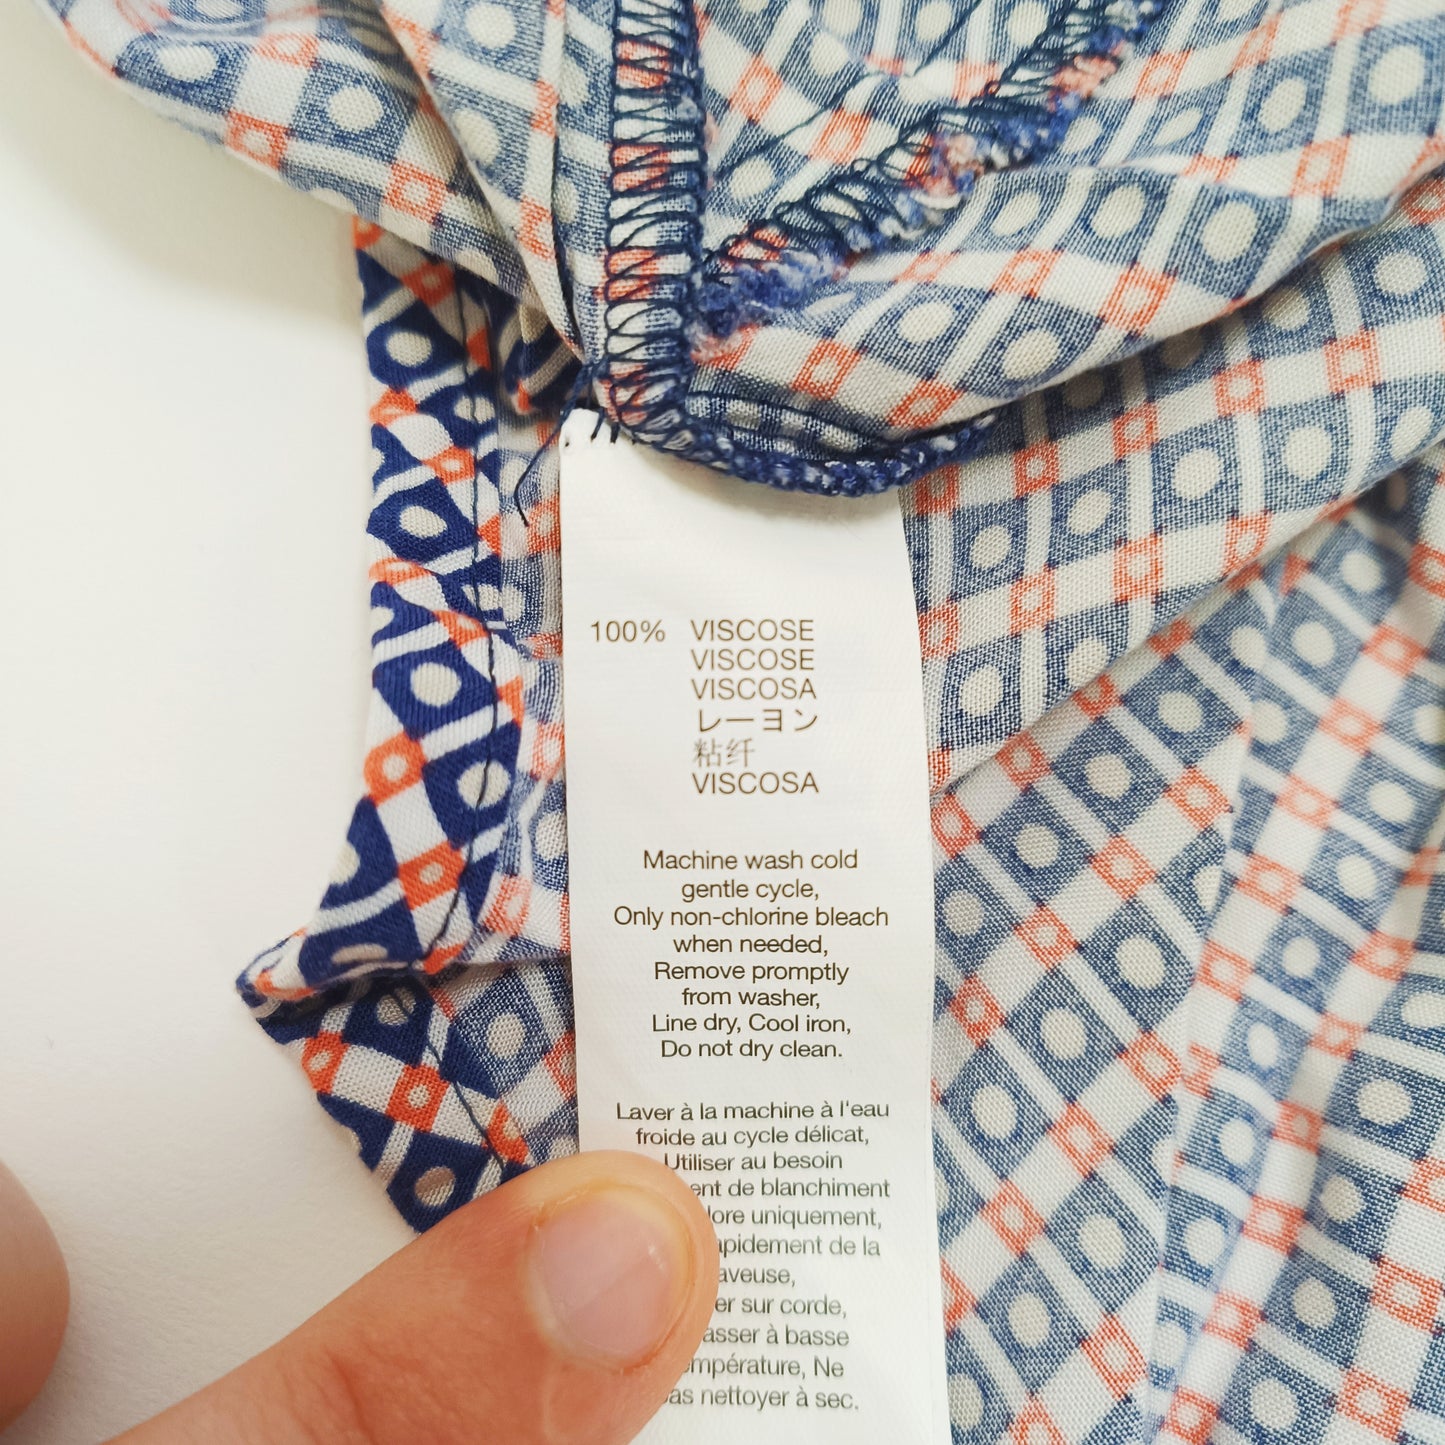 100% VISCOSE
VISCOSE
VISCOSA
レーヨン
粘纤
VISCOSA
Machine wash cold
gentle cycle,
Only non-chlorine bleach
when needed,
Remove promptly
from washer,
Line dry, Cool iron,
Do not dry clean.
Laver à la machine à l'eau
froide au cycle délicat,
Utiliser au besoin
de blanchiment
uniquement,
de la
sur corde,
à basse
Ne
nettoyer à sec.